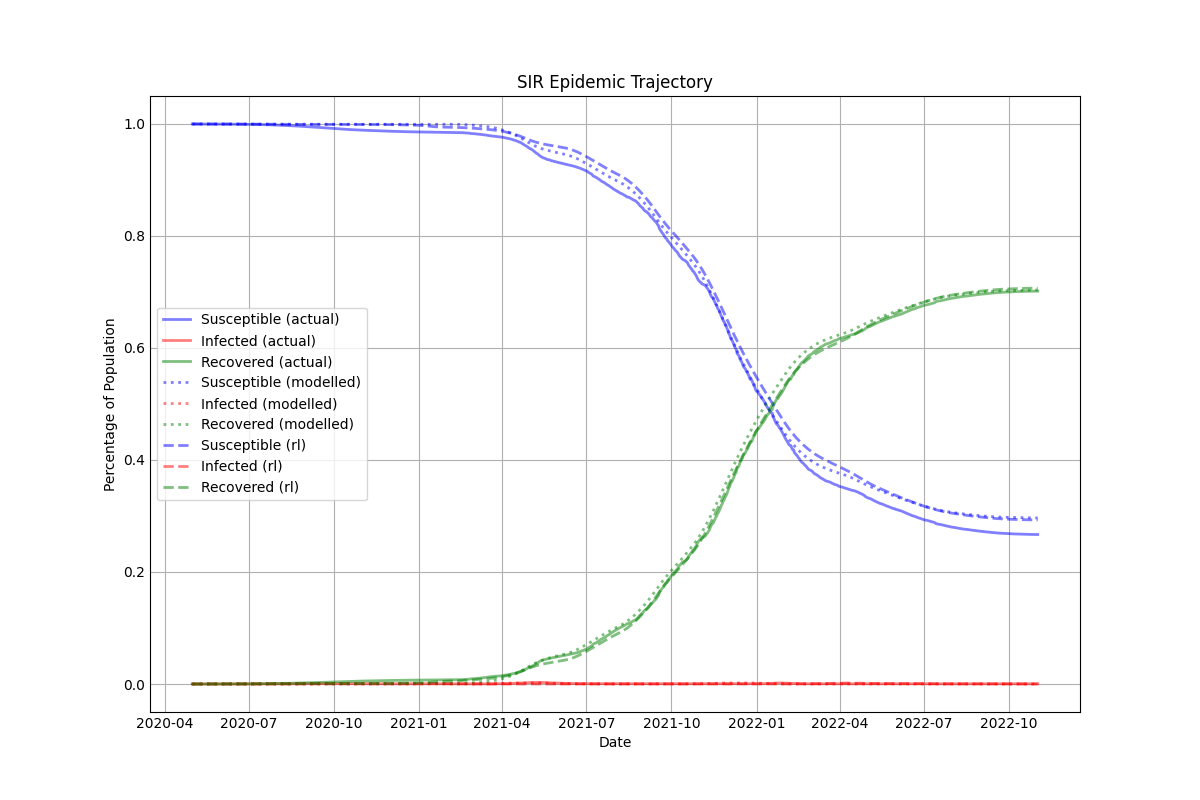 SIR Epidemic Trajectory
Percentage of Population
1.0
0.8
0.6
0.4
0.2
0.0
Susceptible (actual)
Infected (actual)
Recovered (actual)
Susceptible (modelled)
Infected (modelled)
Recovered (modelled)
Susceptible (rl)
Infected (rl)
Recovered (rl)
2020-04 2020-07 2020-10 2021-01 2021-04 2021-07 2021-10 2022-01 2022-04 2022-07 2022-10
Date